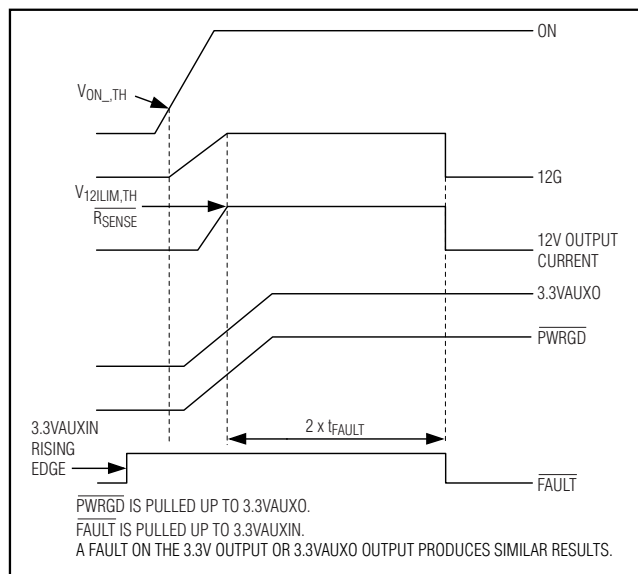 ON
VON_,TH
12G
V12ILIM,TH
RSENSE
12V OUTPUT
CURRENT
3.3VAUXO
PWRGD
3.3VAUXIN
RISING
EDGE
2 x tFAULT
FAULT
PWRGD IS PULLED UP TO 3.3VAUXO.
FAULT IS PULLED UP TO 3.3VAUXIN.
A FAULT ON THE 3.3V OUTPUT OR 3.3VAUXO OUTPUT PRODUCES SIMILAR RESULTS.